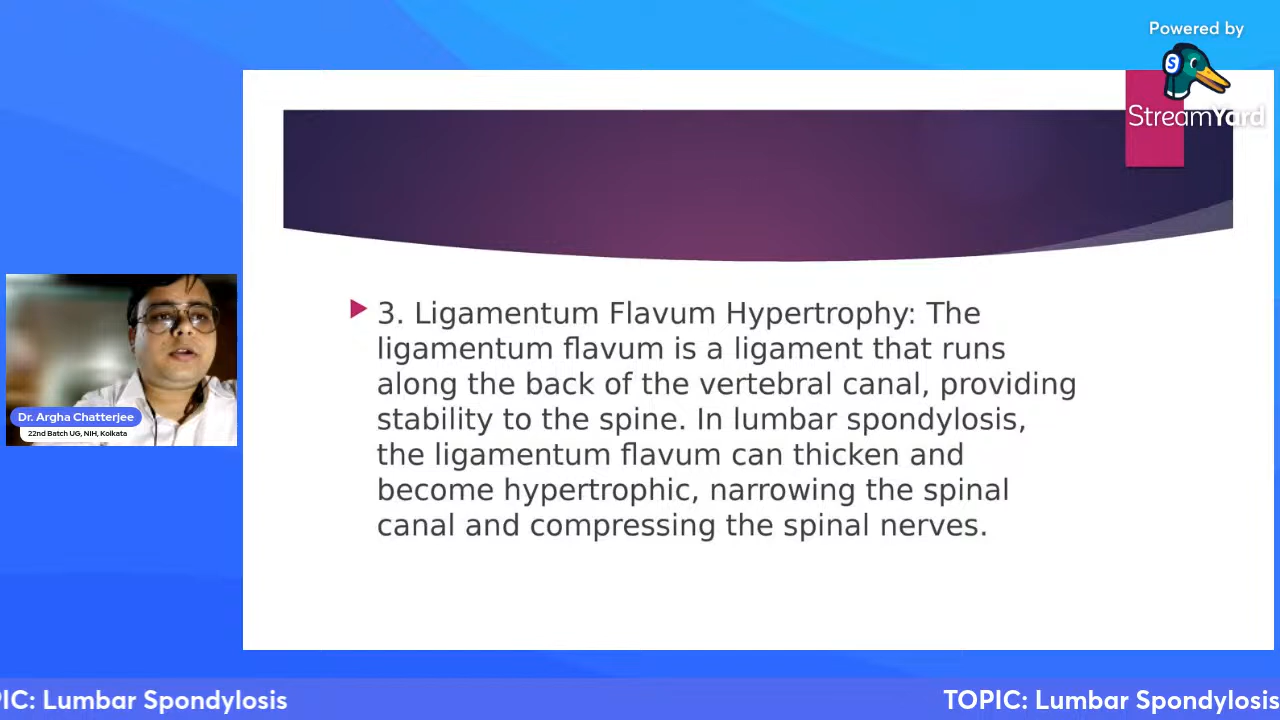 Powered by
S
StreamYard
3. Ligamentum Flavum Hypertrophy: The
ligamentum flavum is a ligament that runs
along the back of the vertebral canal, providing
stability to the spine. In lumbar spondylosis,
the ligamentum flavum can thicken and
become hypertrophic, narrowing the spinal
canal and compressing the spinal nerves.
Dr. Argha Chatterjee
22nd Batch UG, NIH, Kolkata
PIC: Lumbar Spondylosis
TOPIC: Lumbar Spondylosis